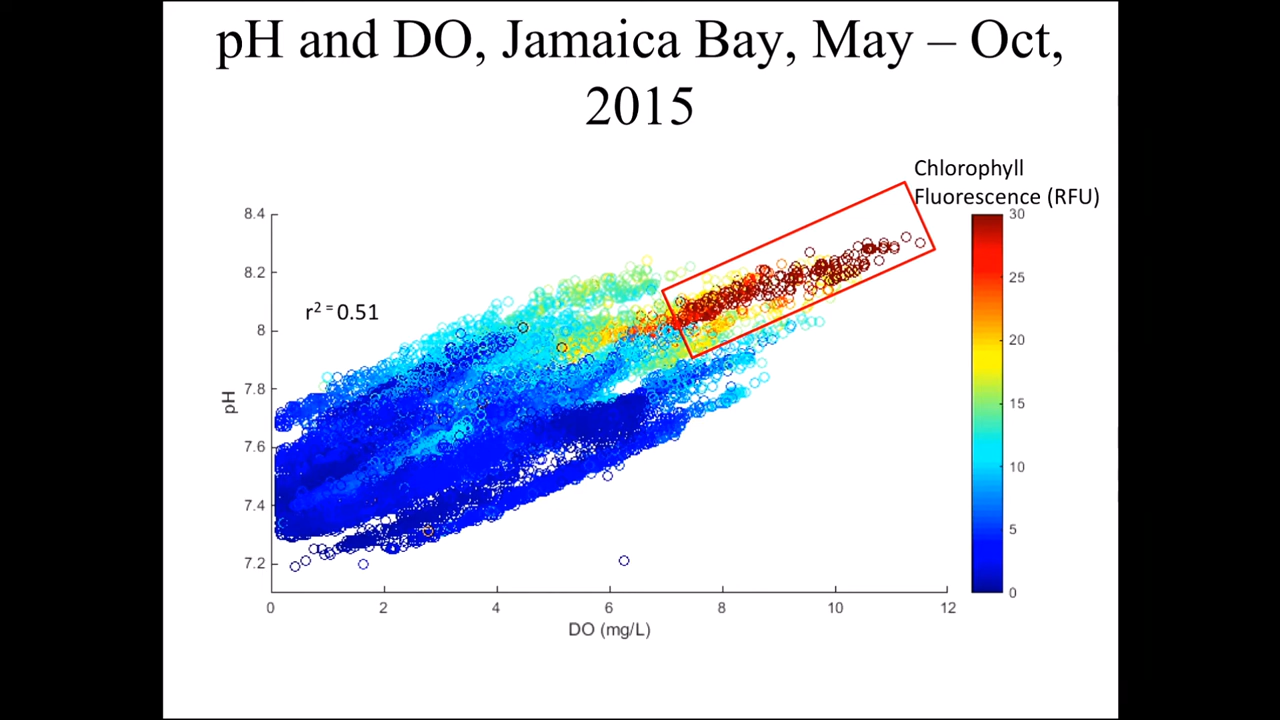 pH and DO, Jamaica Bay, May – Oct,
2015
Chlorophyll
Fluorescence (RFU)
r² = 0.51
8.4
8.2
8
7.8
7.6
7.4
7.2
pH
0 2 4 6 8 10 12
DO (mg/L)
30
25
20
15
10
5
0